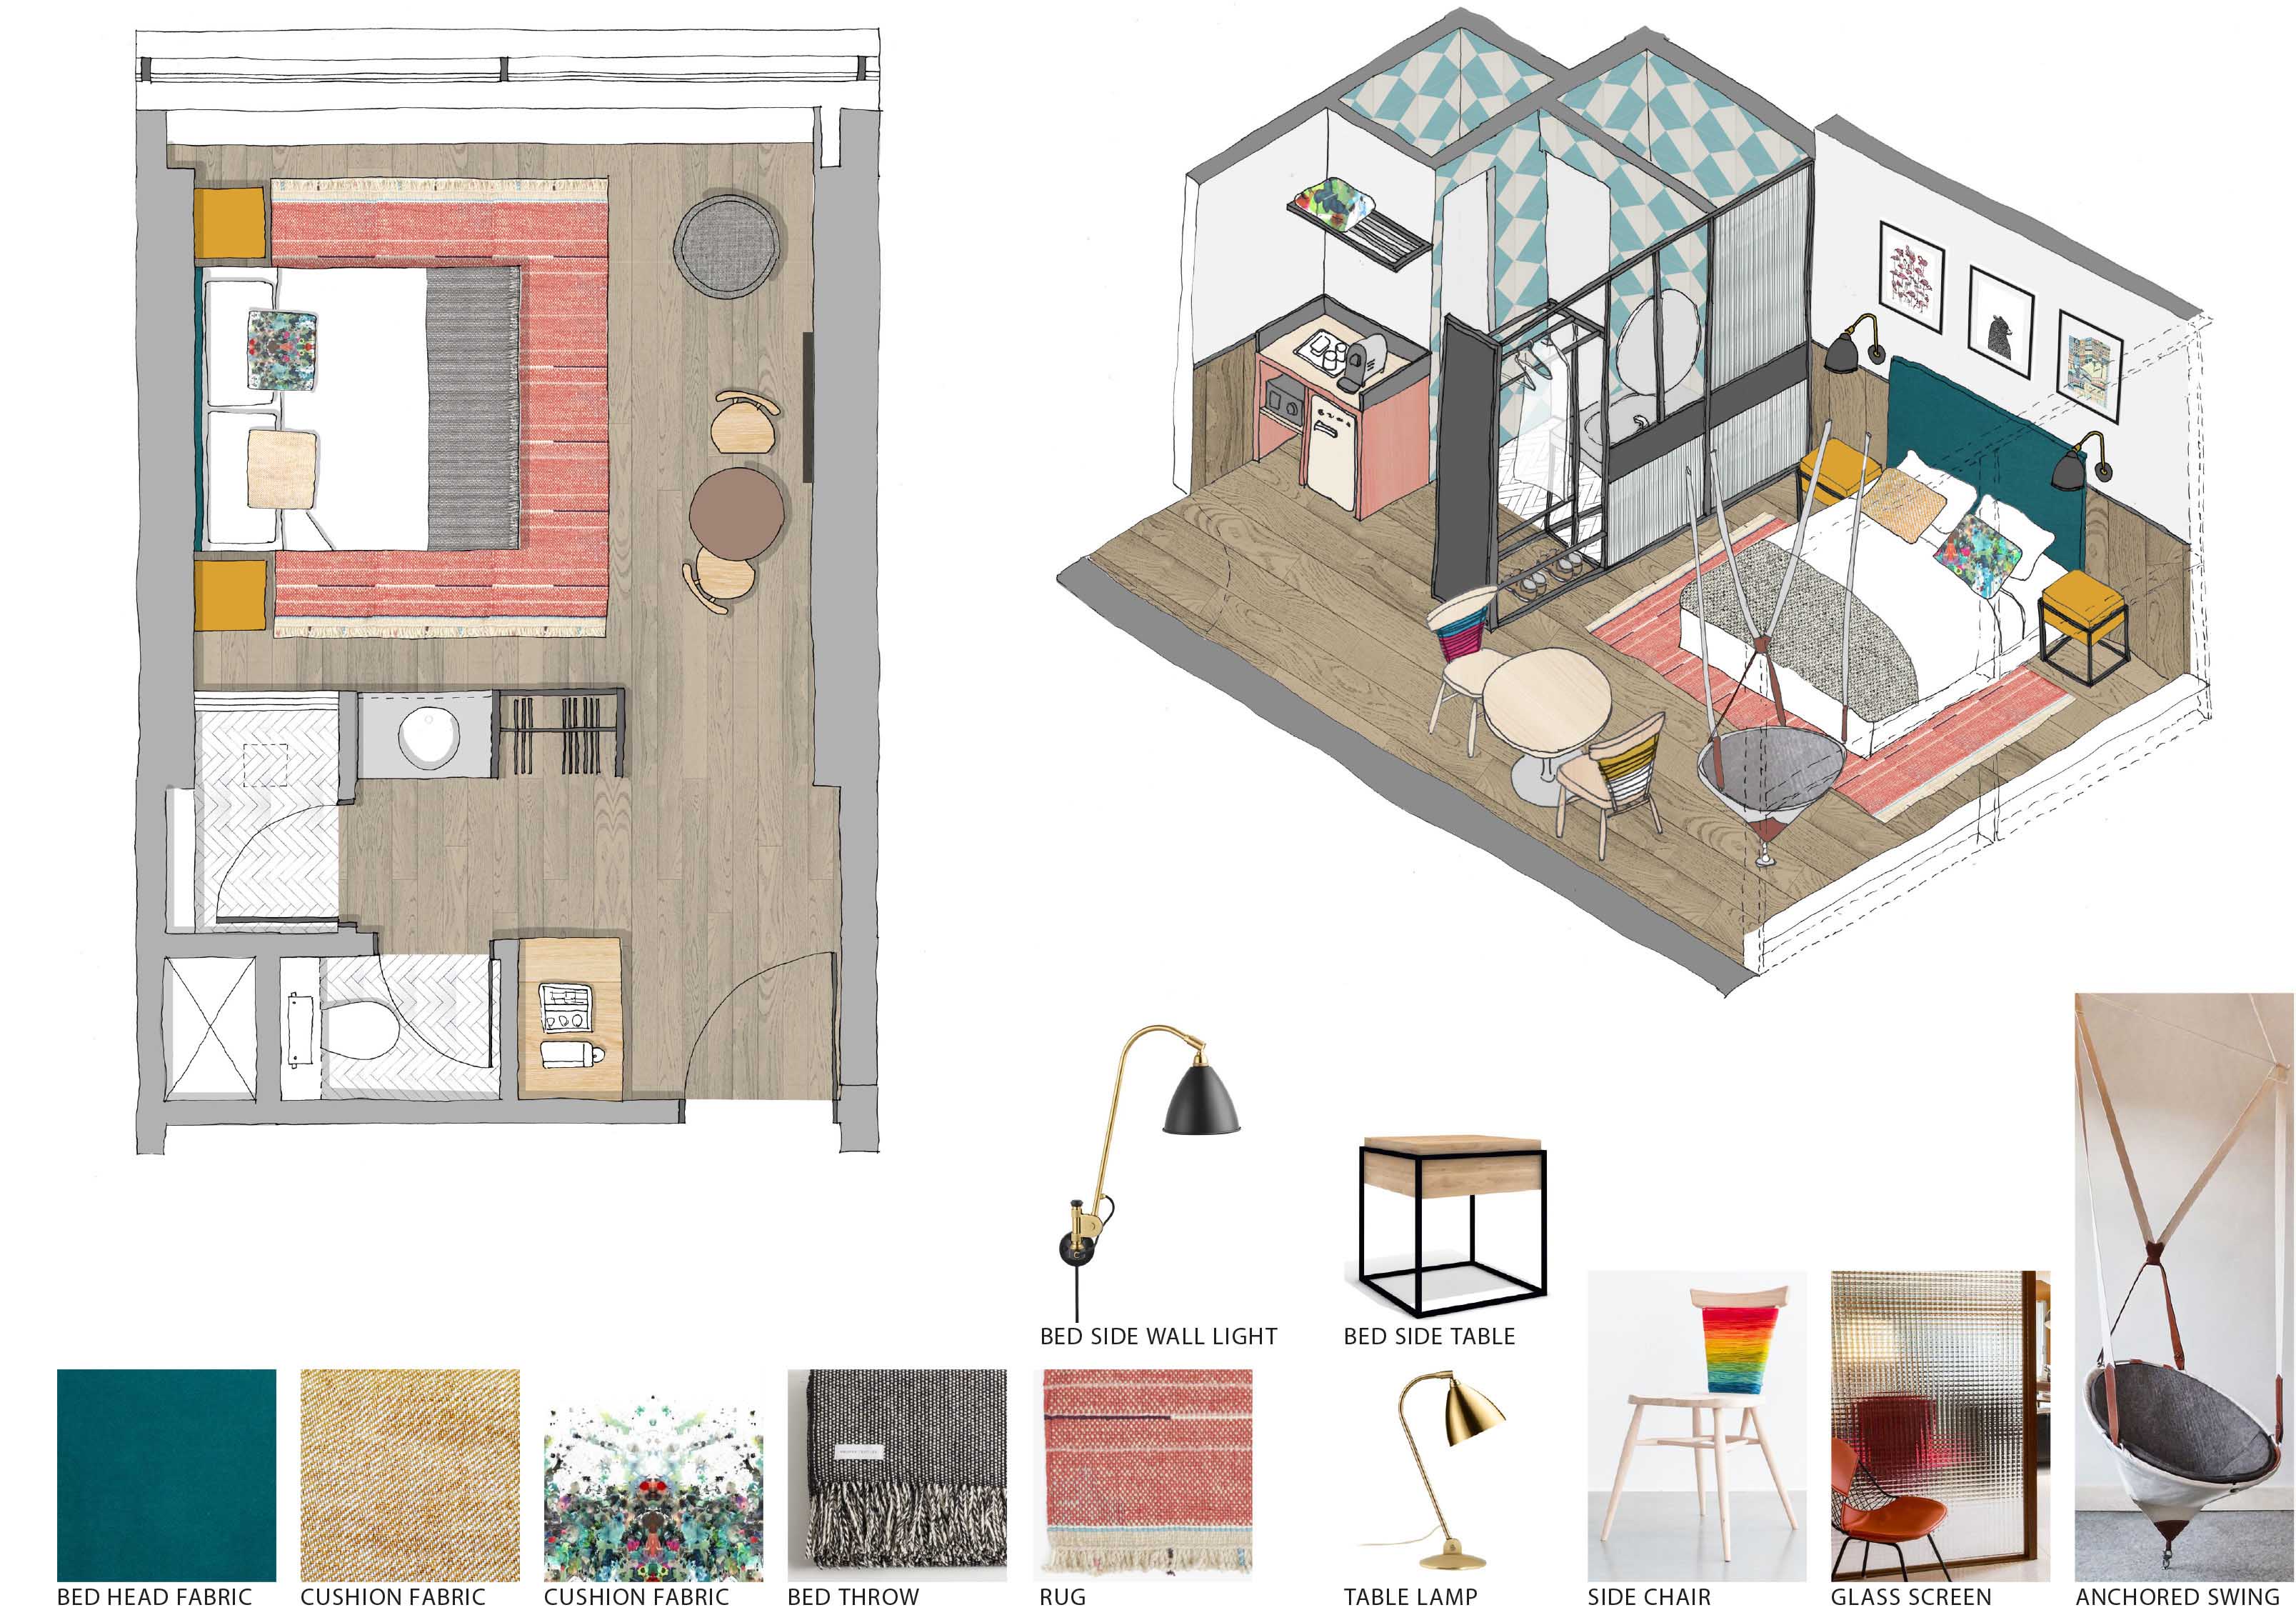 BED SIDE WALL LIGHT
BED SIDE TABLE
BED HEAD FABRIC
CUSHION FABRIC
CUSHION FABRIC
BED THROW
RUG
TABLE LAMP
SIDE CHAIR
GLASS SCREEN
ANCHORED SWING